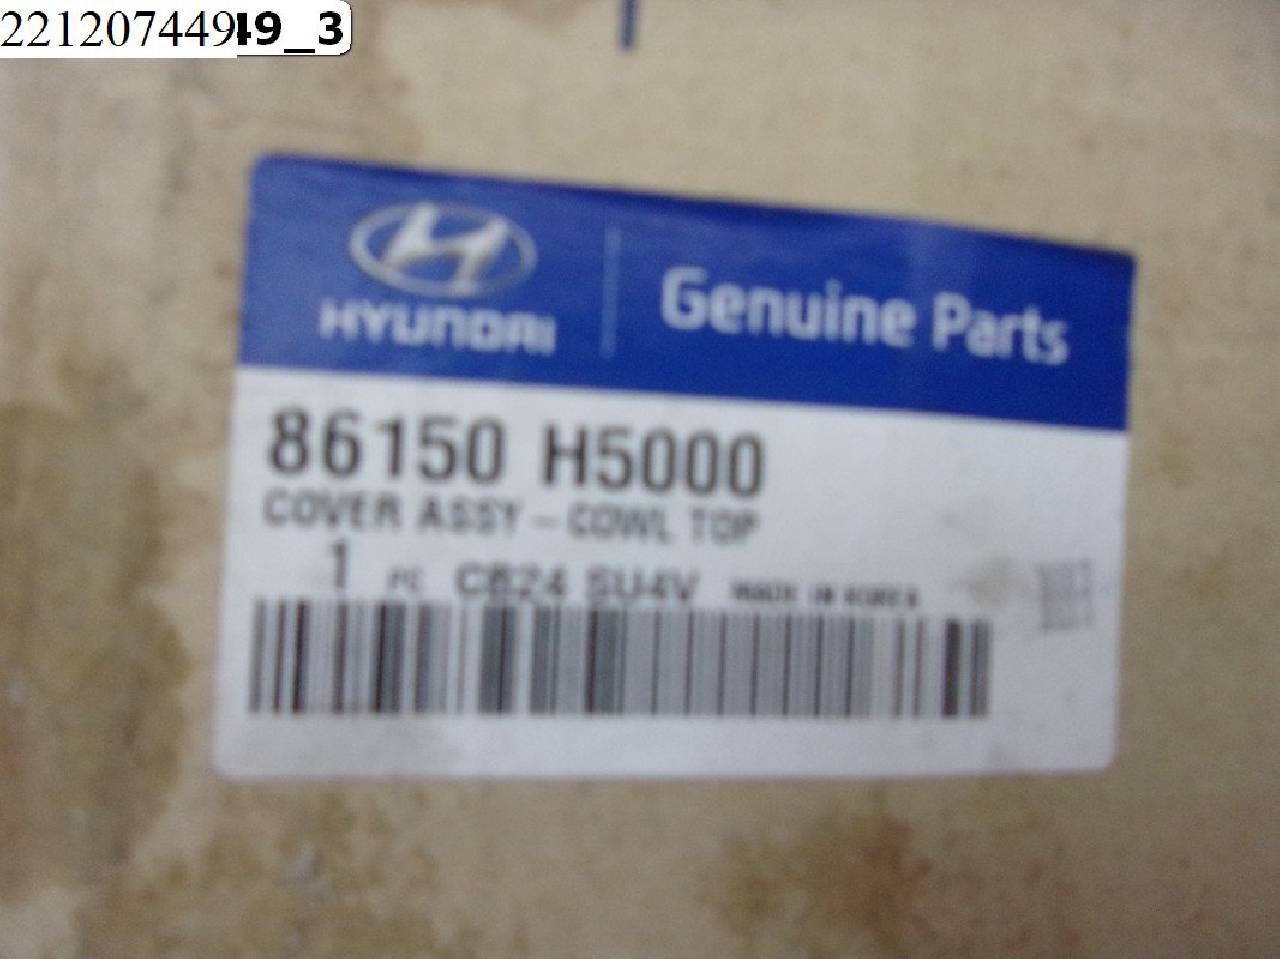 22120744949_3
HYUNDAI
Genuine Parts
86150 H5000
COVER ASSY - COWL TOP
1 PC CB24 SU4V MADE IN KOREA